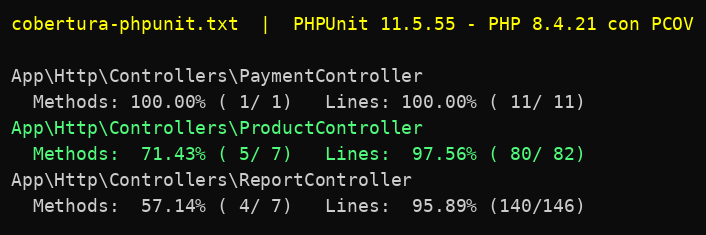 cobertura-phpunit.txt  |  PHPUnit 11.5.55 - PHP 8.4.21 con PCOV
App\Http\Controllers\PaymentController
  Methods: 100.00% ( 1/ 1)   Lines: 100.00% ( 11/ 11)
App\Http\Controllers\ProductController
  Methods:  71.43% ( 5/ 7)   Lines:  97.56% ( 80/ 82)
App\Http\Controllers\ReportController
  Methods:  57.14% ( 4/ 7)   Lines:  95.89% (140/146)